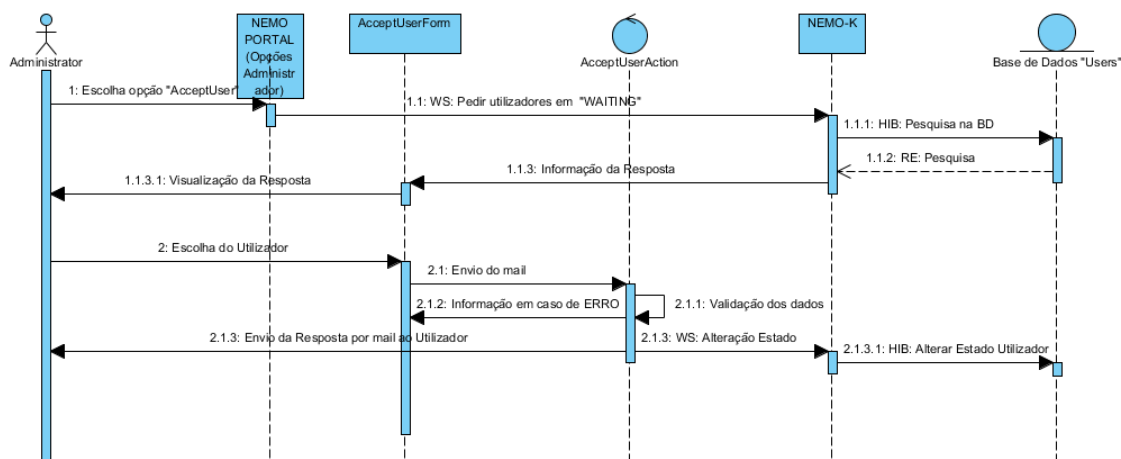 NEMO
PORTAL
(Opções
Administr
ador)
AcceptUserForm
NEMO-K
Administrator
AcceptUserAction
Base de Dados "Users"
1: Escolha opção "AcceptUser"
1.1: WS: Pedir utilizadores em "WAITING"
1.1.1: HIB: Pesquisa na BD
1.1.2: RE: Pesquisa
1.1.3: Informação da Resposta
1.1.3.1: Visualização da Resposta
2: Escolha do Utilizador
2.1: Envio do mail
2.1.2: Informação em caso de ERRO
2.1.1: Validação dos dados
2.1.3: Envio da Resposta por mail ao Utilizador
2.1.3: WS: Alteração Estado
2.1.3.1: HIB: Alterar Estado Utilizador